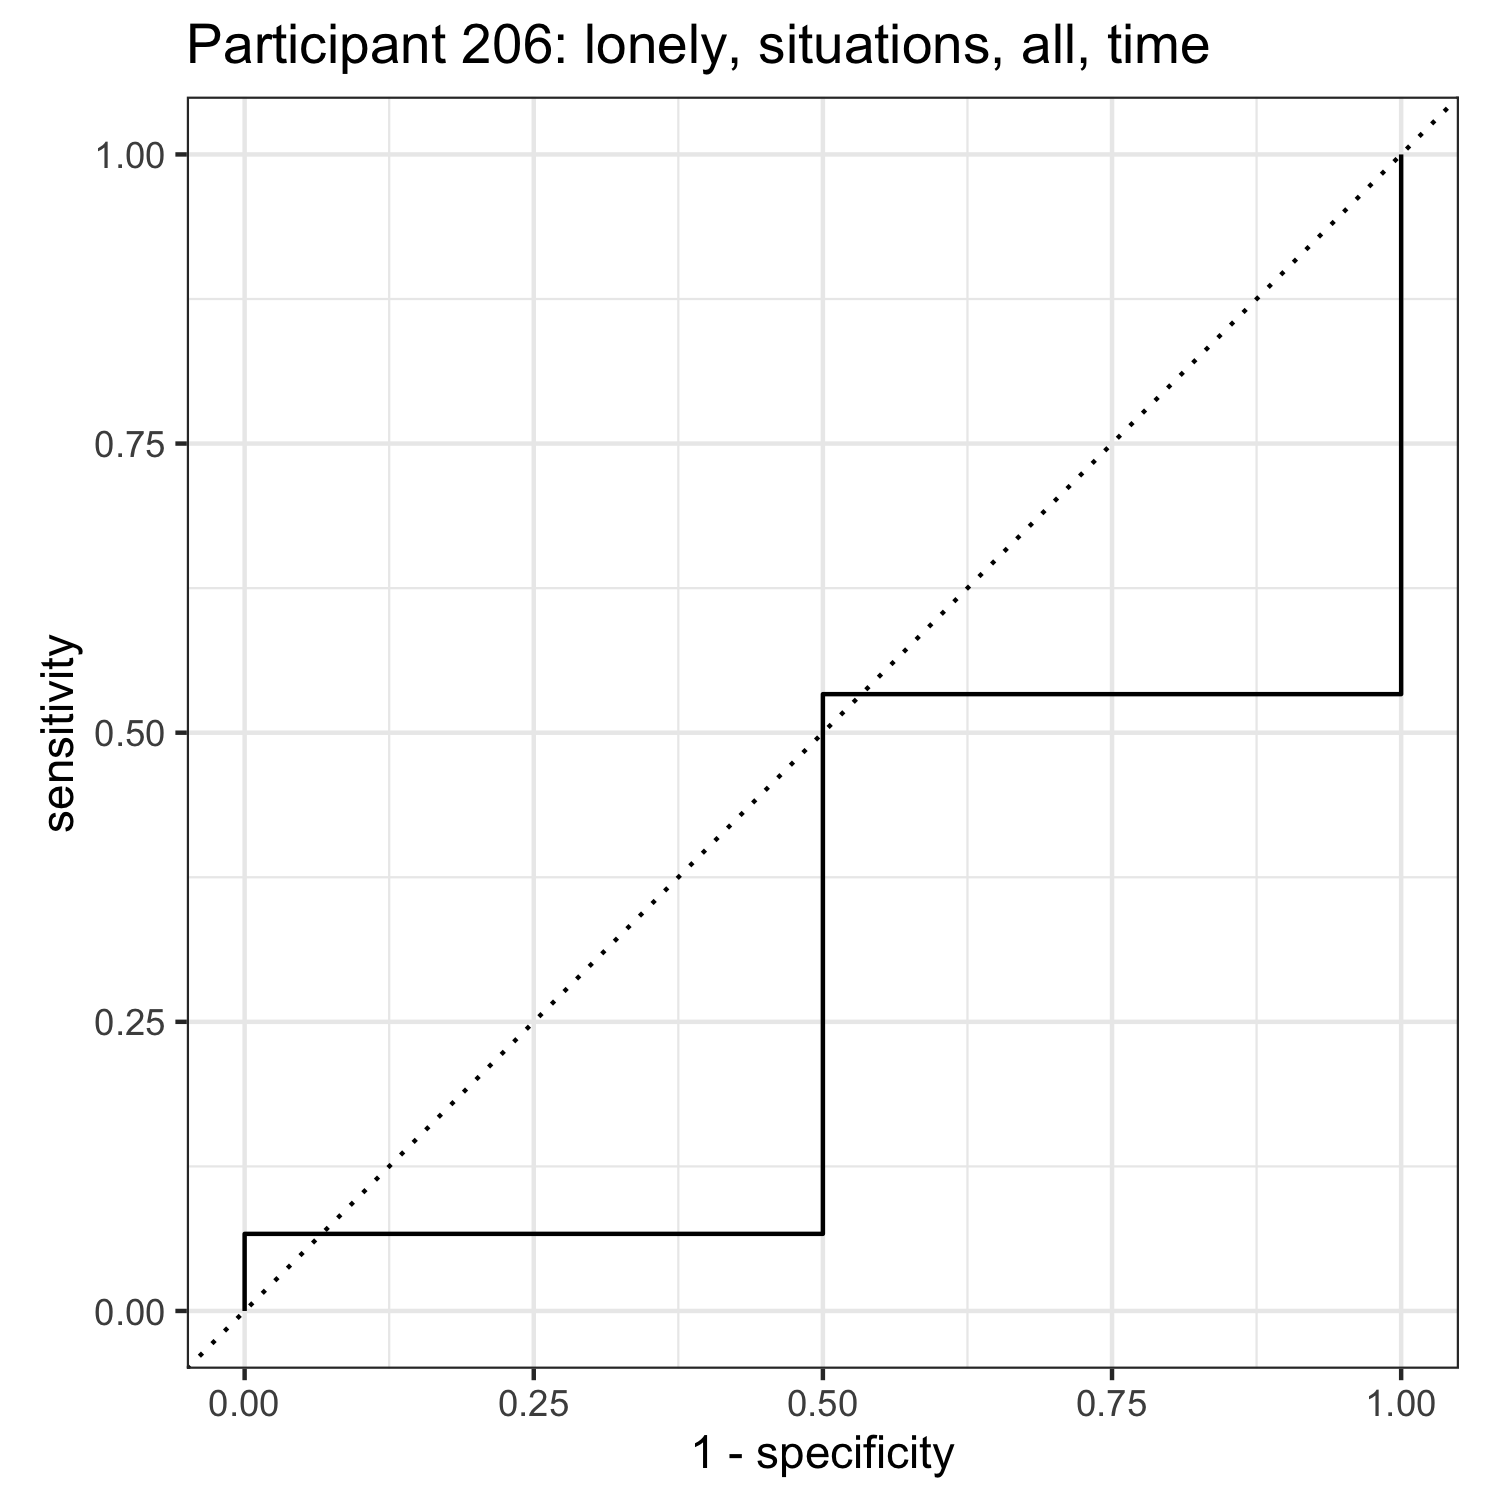 Participant 206: lonely, situations, all, time
1.00
0.75
0.50
0.25
0.00
sensitivity
0.00 0.25 0.50 0.75 1.00
1 - specificity